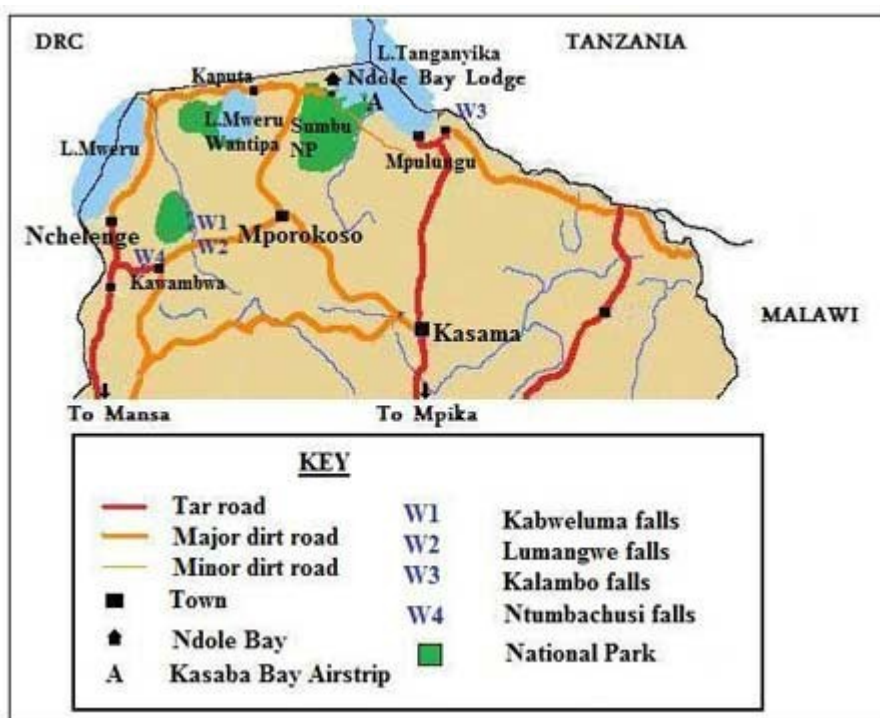 DRC
TANZANIA
L.Tanganyika
Ndole Bay Lodge
Kaputa
A
W3
L.Mweru
L.Mweru
Wantipa
Sumbu
NP
Mpulungu
W1
Nchelenge
W2
Mporokoso
W4
Kawambwa
MALAWI
Kasama
To Mansa
To Mpika
KEY
Tar road
Major dirt road
Minor dirt road
Town
Ndole Bay
A Kasaba Bay Airstrip
W1 Kabweluma falls
W2 Lumangwe falls
W3 Kalambo falls
W4 Ntumbachusi falls
National Park